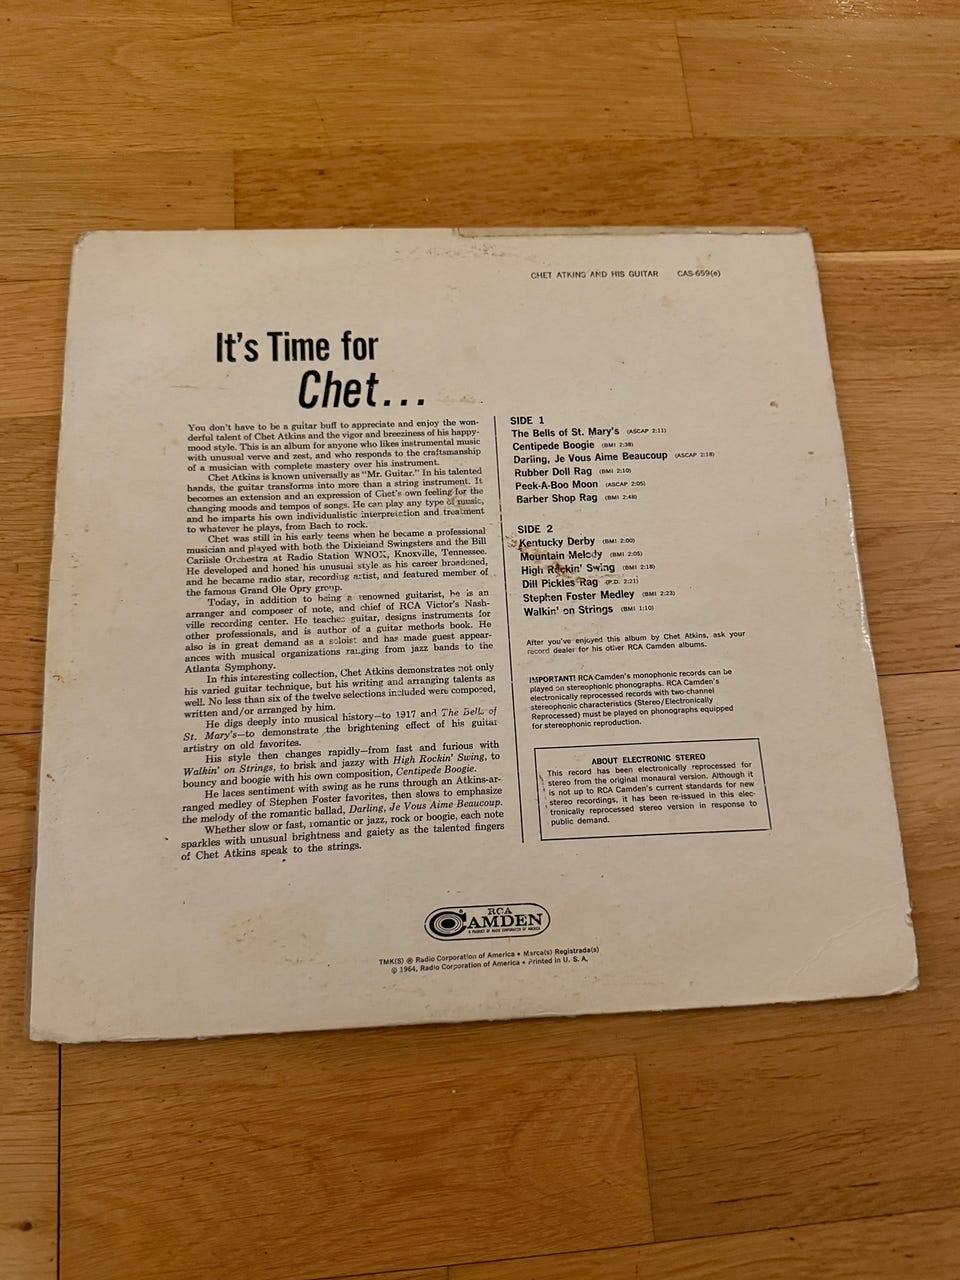 CHET ATKINS AND HIS GUITAR CAS-659(e)
It's Time for
Chet...
You don't have to be a guitar buff to appreciate and enjoy the won-
derful talent of Chet Atkins and the vigor and breeziness of his happy-
mood style. This is an album for anyone who likes instrumental music
with unusual verve and zest, and who responds to the craftsmanship
of a musician with complete mastery over his instrument.
Chet Atkins is known universally as "Mr. Guitar." In his talented
hands, the guitar transforms into more than a string instrument. It
becomes an extension and an expression of Chet's own feeling for the
changing moods and tempos of songs. He can play any type of music,
and he imparts his own individualistic interpretation and treatment
to whatever he plays, from Bach to rock.
Chet was still in his early teens when he became a professional
musician and played with both the Dixieland Swingsters and the Bill
Carlisle Orchestra at Radio Station WNOX, Knoxville, Tennessee.
He developed and honed his unusual style as his career broadened,
and he became radio star, recording artist, and featured member of
the famous Grand Ole Opry group.
Today, in addition to being a renowned guitarist, he is an
arranger and composer of note, and chief of RCA Victor's Nash-
ville recording center. He teaches guitar, designs instruments for
other professionals, and is author of a guitar methods book. He
also is in great demand as a soloist and has made guest appear-
ances with musical organizations ranging from jazz bands to the
Atlanta Symphony.
In this interesting collection, Chet Atkins demonstrates not only
his varied guitar technique, but his writing and arranging talents as
well. No less than six of the twelve selections included were composed,
written and/or arranged by him.
He digs deeply into musical history—to 1917 and The Bells of
St. Mary's—to demonstrate the brightening effect of his guitar
artistry on old favorites.
His style then changes rapidly—from fast and furious with
Walkin' on Strings, to brisk and jazzy with High Rockin' Swing, to
bouncy and boogie with his own composition, Centipede Boogie.
He laces sentiment with swing as he runs through an Atkins-ar-
ranged medley of Stephen Foster favorites, then slows to emphasize
the melody of the romantic ballad, Darling, Je Vous Aime Beaucoup.
Whether slow or fast, romantic or jazz, rock or boogie, each note
sparkles with unusual brightness and gaiety as the talented fingers
of Chet Atkins speak to the strings.
SIDE 1
The Bells of St. Mary's (ASCAP 2:11)
Centipede Boogie (BMI 2:38)
Darling, Je Vous Aime Beaucoup (ASCAP 2:18)
Rubber Doll Rag (BMI 2:10)
Peek-A-Boo Moon (ASCAP 2:05)
Barber Shop Rag (BMI 2:48)
SIDE 2
Kentucky Derby (BMI 2:00)
Mountain Melody (BMI 2:05)
High Rockin' Swing (BMI 2:18)
Dill Pickles Rag (P.D. 2:21)
Stephen Foster Medley (BMI 2:23)
Walkin' on Strings (BMI 1:10)
After you've enjoyed this album by Chet Atkins, ask your
record dealer for his other RCA Camden albums.
IMPORTANT! RCA Camden's monophonic records can be
played on stereophonic phonographs. RCA Camden's
electronically reprocessed records with two-channel
stereophonic characteristics (Stereo/Electronically
Reprocessed) must be played on phonographs equipped
for stereophonic reproduction.
ABOUT ELECTRONIC STEREO
This record has been electronically reprocessed for
stereo from the original monaural version. Although it
is not up to RCA Camden's current standards for new
stereo recordings, it has been re-issued in this elec-
tronically reprocessed stereo version in response to
public demand.
RCA
CAMDEN
A PRODUCT OF RADIO CORPORATION OF AMERICA
TMK(S) ® Radio Corporation of America • Marca(s) Registrada(s)
© 1964, Radio Corporation of America • Printed in U. S. A.